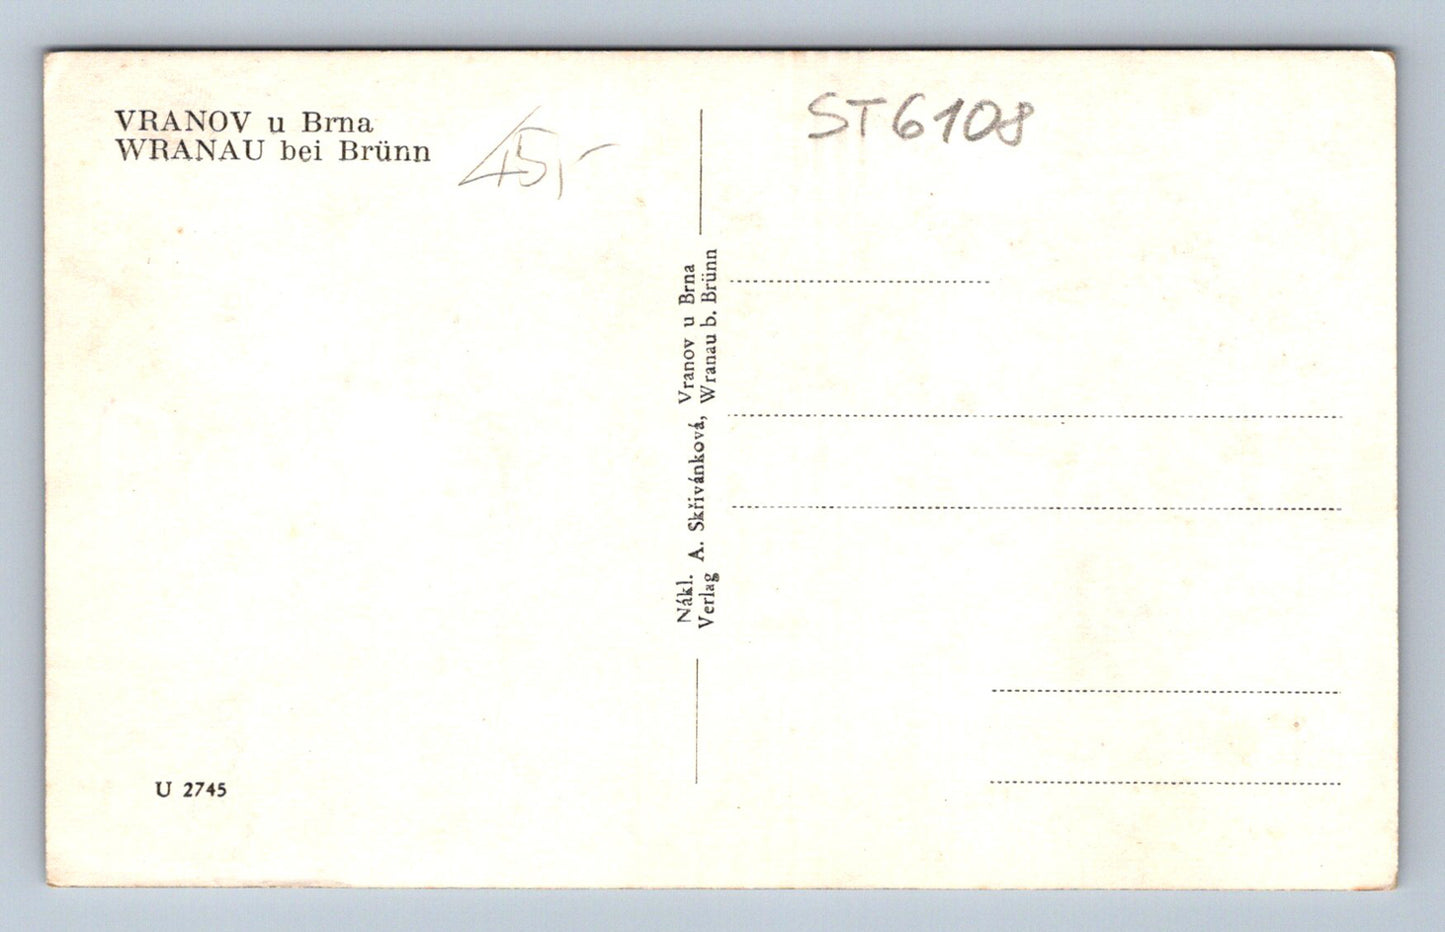 VRANOV u Brna
WRANAU bei Brünn
45,-
ST6108
Nákl. Verlag A. Skřivánková, Vranov u Brna
Wranau b. Brünn
U 2745